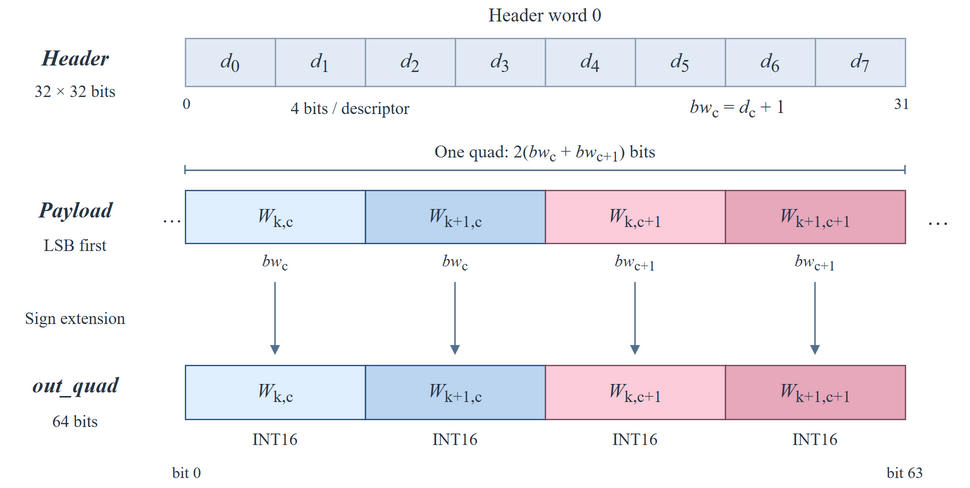 Header word 0
Header
32 × 32 bits
d0 d1 d2 d3 d4 d5 d6 d7
0 4 bits / descriptor bwc = dc + 1 31
One quad: 2(bwc + bwc+1) bits
Payload
LSB first
… Wk,c Wk+1,c Wk,c+1 Wk+1,c+1 …
bwc bwc bwc+1 bwc+1
Sign extension
out_quad
64 bits
Wk,c Wk+1,c Wk,c+1 Wk+1,c+1
INT16 INT16 INT16 INT16
bit 0 bit 63